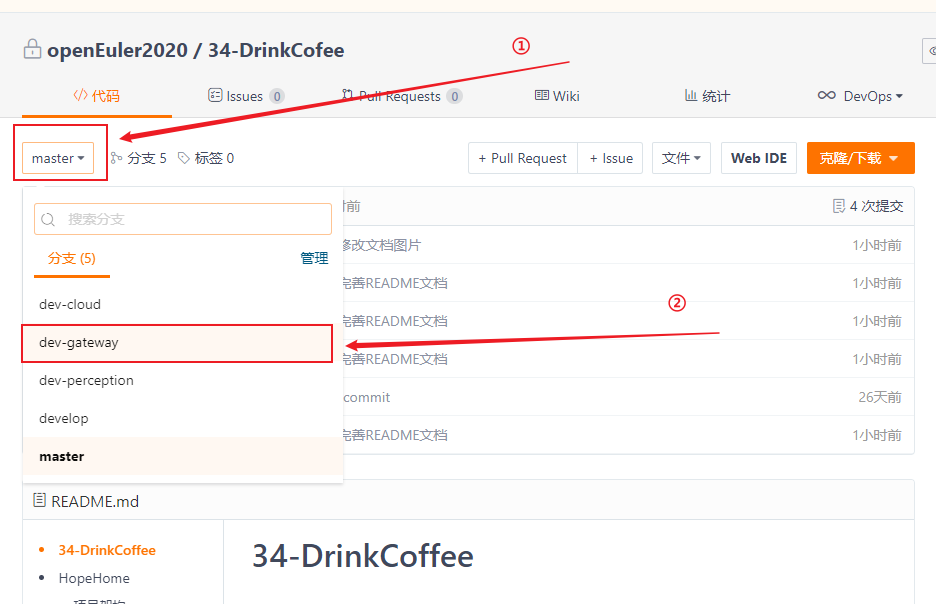 openEuler2020 / 34-DrinkCofee
①
代码 Issues 0 Pull Requests 0 Wiki 统计 DevOps
master 分支 5 标签 0 + Pull Request + Issue 文件 Web IDE 克隆/下载
搜索分支
前 4 次提交
分支 (5) 管理
修改文档图片 1小时前
完善README文档 1小时前
dev-cloud
②
dev-gateway
完善README文档 1小时前
dev-perception
完善README文档 1小时前
develop
commit 26天前
master
完善README文档 1小时前
README.md
34-DrinkCoffee
HopeHome
项目架构
34-DrinkCoffee